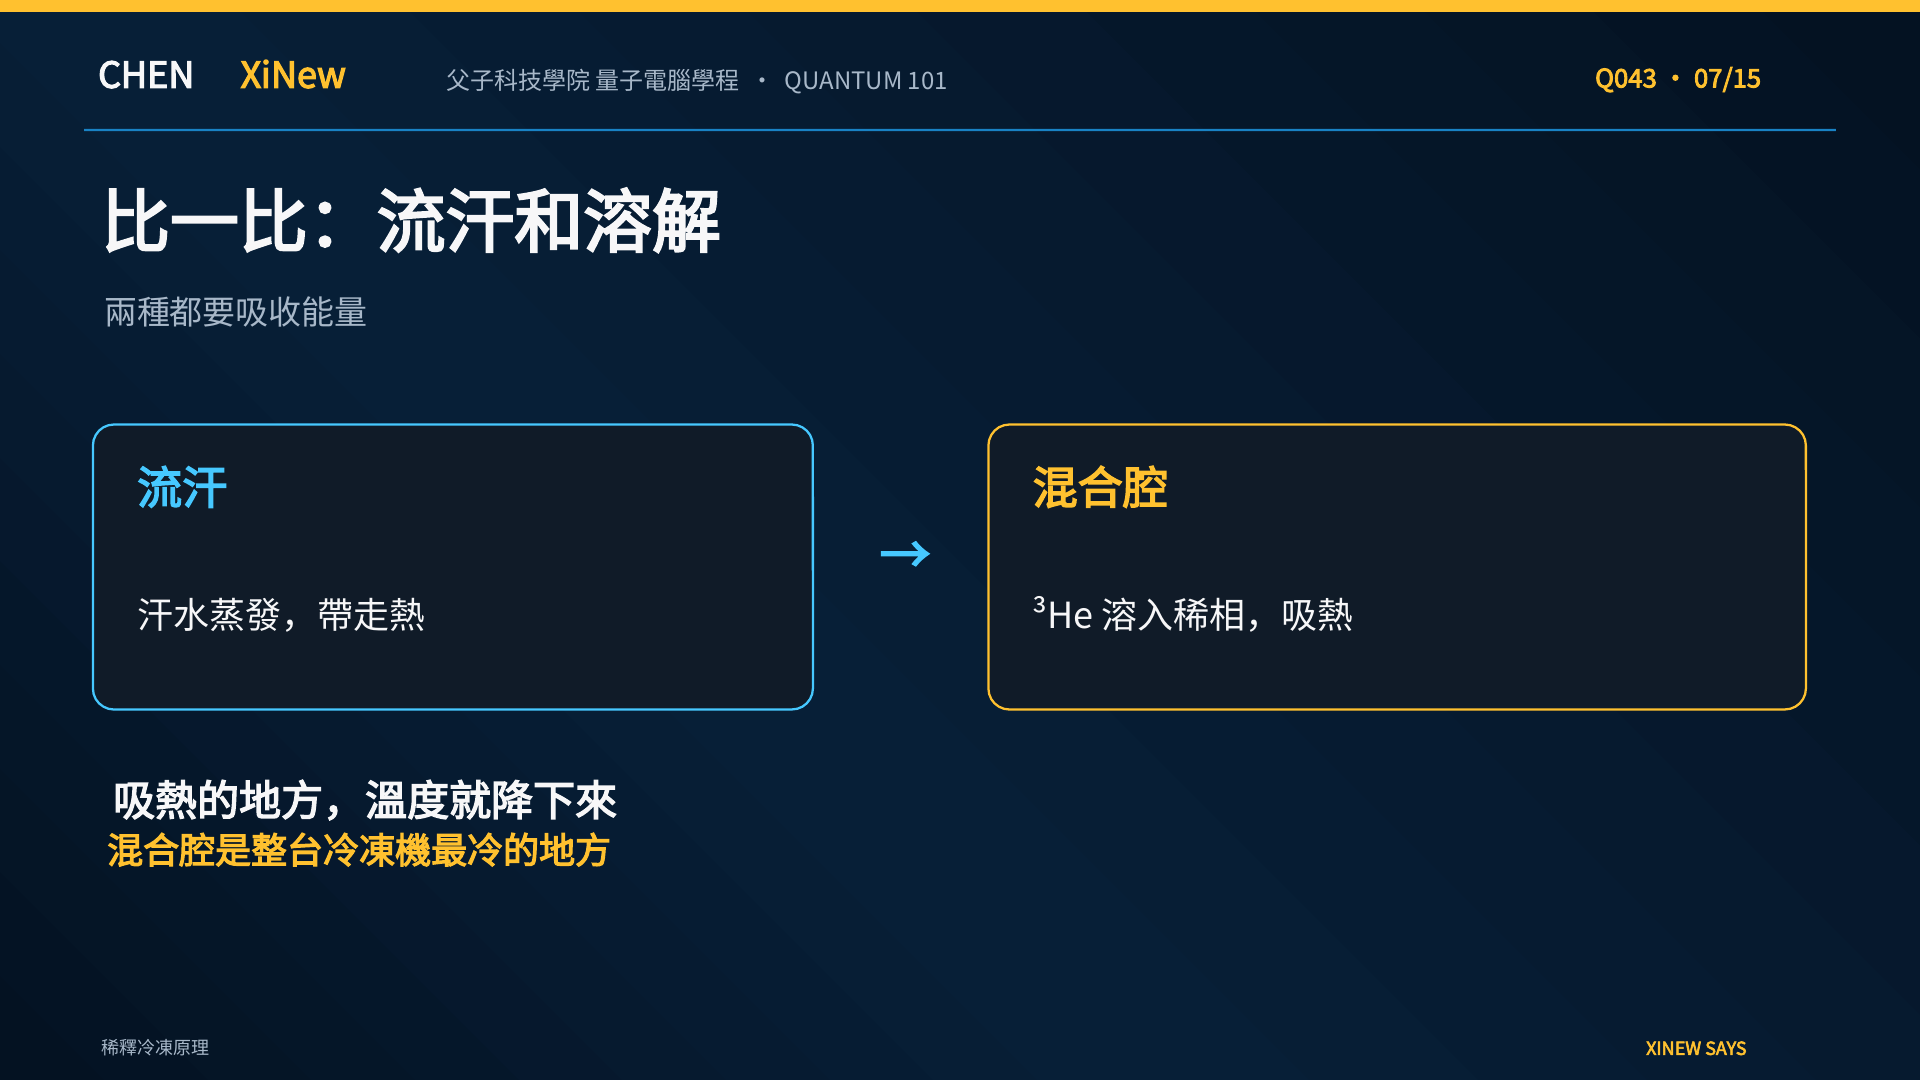 CHEN XiNew 父子科技學院 量子電腦學程 · QUANTUM 101 Q043 · 07/15
比一比：流汗和溶解
兩種都要吸收能量
流汗
汗水蒸發，帶走熱
→
混合腔
³He 溶入稀相，吸熱
吸熱的地方，溫度就降下來
混合腔是整台冷凍機最冷的地方
稀釋冷凍原理
XINEW SAYS